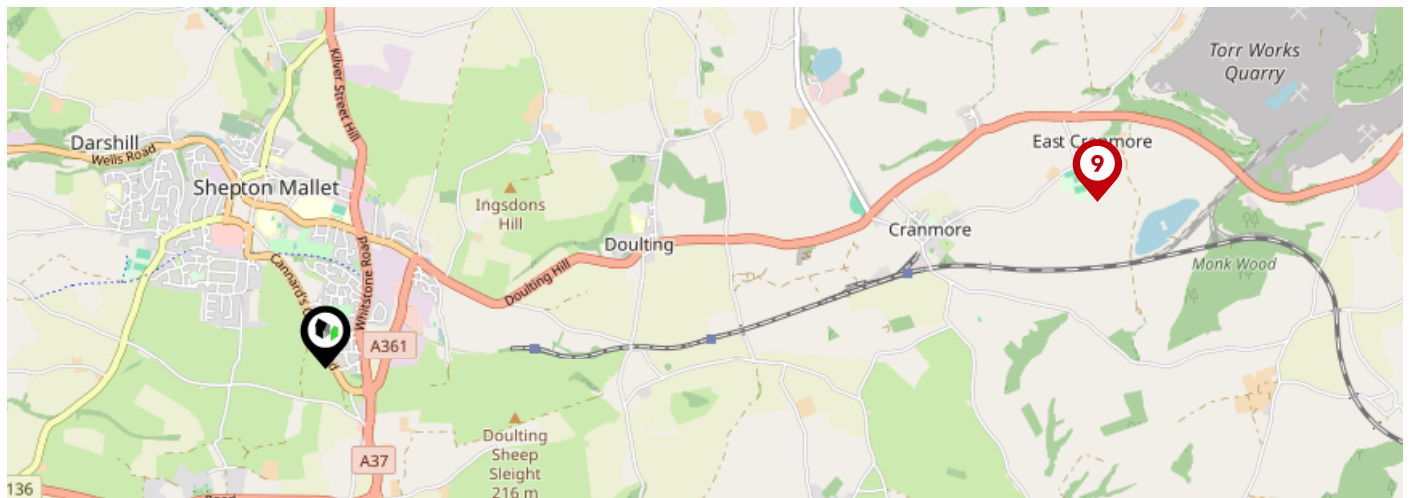 Torr Works
Quarry
Kilver Street Hill
Darshill
Wells Road
East Cranmore
9
Shepton Mallet
Ingsdons
Hill
Cranmore
Doulting
Whitstone Road
Doulting Hill
Monk Wood
A361
Doulting
Sheep
Sleight
216 m
A37
136